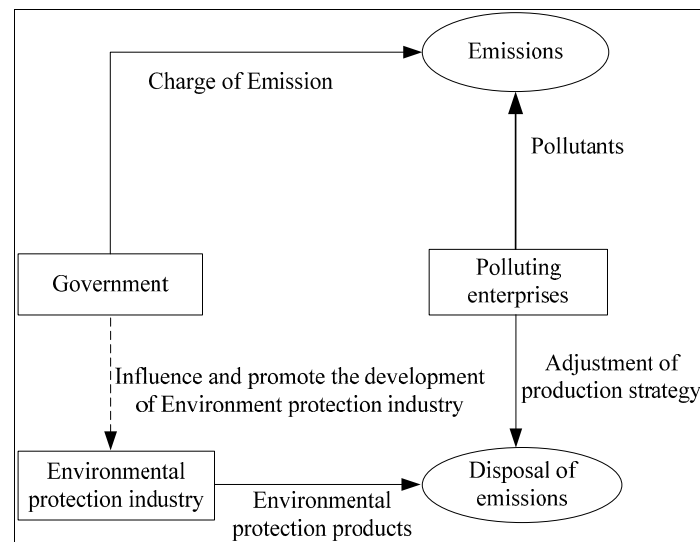 Emissions
Charge of Emission
Pollutants
Government
Polluting
enterprises
Influence and promote the development
of Environment protection industry
Adjustment of
production strategy
Environmental
protection industry
Environmental
protection products
Disposal of
emissions